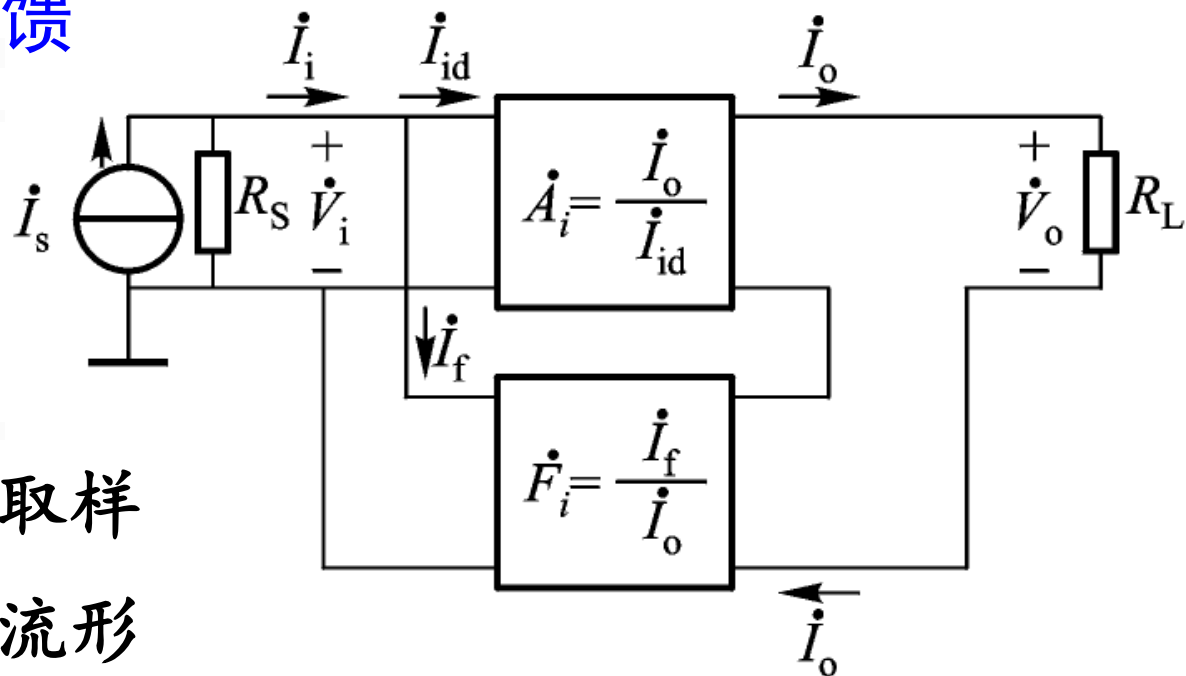 馈
İi İid İo
İs RS + V̇i − Ȧi = İo / İid + V̇o − RL
İf
取样
Ḟi = İf / İo
流形
İo